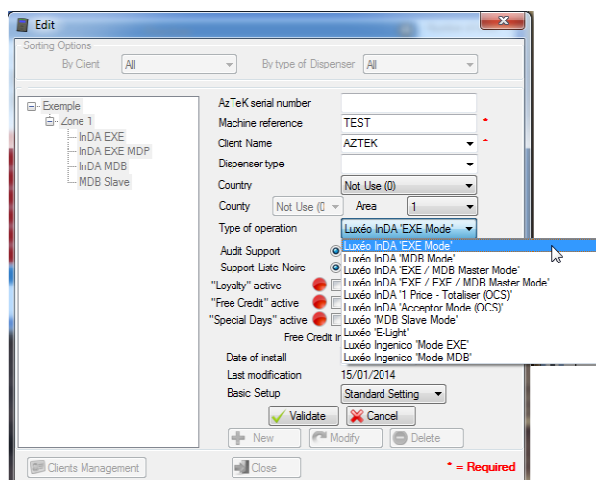 Edit
Sorting Options
By Client All By type of Dispenser All
Exemple
Zone 1
InDA EXE
InDA EXE MDP
InDA MDB
MDB Slave
AzTeK serial number
Machine reference TEST *
Client Name AZTEK *
Dispenser type
Country Not Use (0)
County Not Use (0 Area 1
Type of operation Luxéo InDA 'EXE Mode'
Audit Support
Support Liste Noire
"Loyalty" active
"Free Credit" active
"Special Days" active
Free Credit
Luxéo InDA 'EXE Mode'
Luxéo InDA 'MDB Mode'
Luxéo InDA 'EXE / MDB Master Mode'
Luxéo InDA 'EXE / EXE / MDB Master Mode'
Luxéo InDA '1 Price - Totaliser (OCS)'
Luxéo InDA 'Acceptor Mode (OCS)'
Luxéo 'MDB Slave Mode'
Luxéo 'E-Light'
Luxéo Ingenico 'Mode EXE'
Luxéo Ingenico 'Mode MDB'
Date of install
Last modification 15/01/2014
Basic Setup Standard Setting
Validate Cancel
New Modify Delete
Clients Management Close * = Required